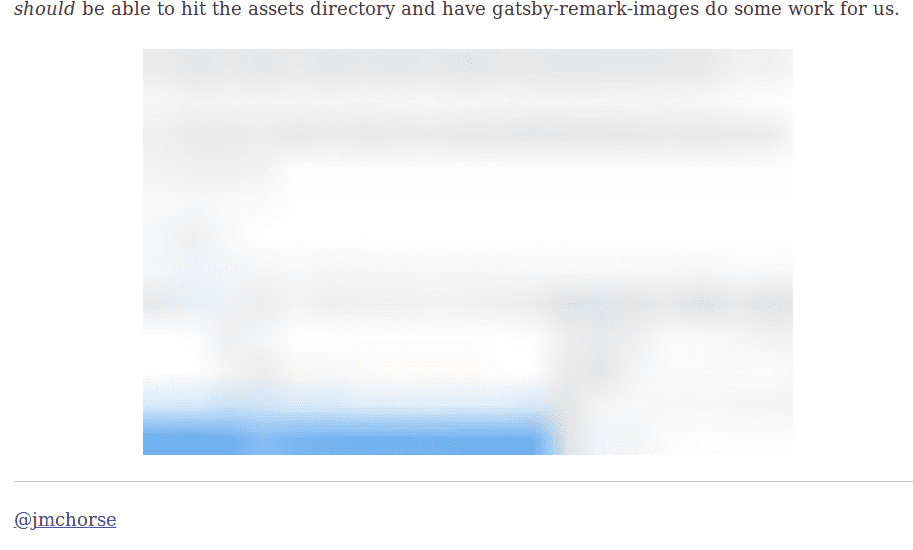 should be able to hit the assets directory and have gatsby-remark-images do some work for us.
@jmchorse